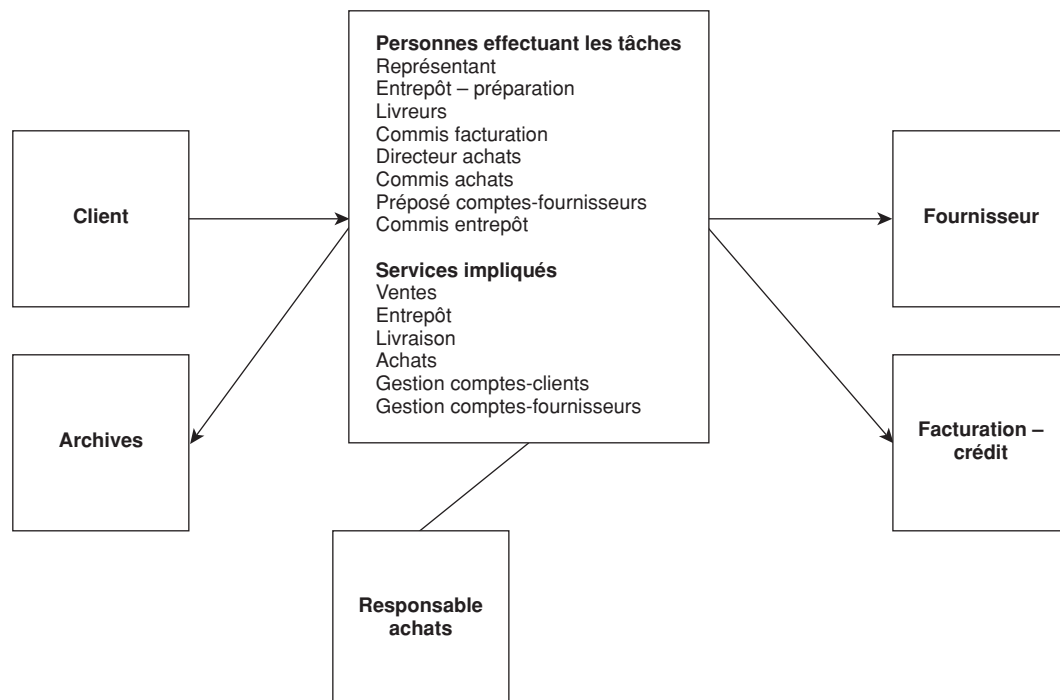 Personnes effectuant les tâches
Représentant
Entrepôt – préparation
Livreurs
Commis facturation
Directeur achats
Commis achats
Préposé comptes-fournisseurs
Commis entrepôt
Services impliqués
Ventes
Entrepôt
Livraison
Achats
Gestion comptes-clients
Gestion comptes-fournisseurs
Client
Fournisseur
Archives
Facturation –
crédit
Responsable
achats